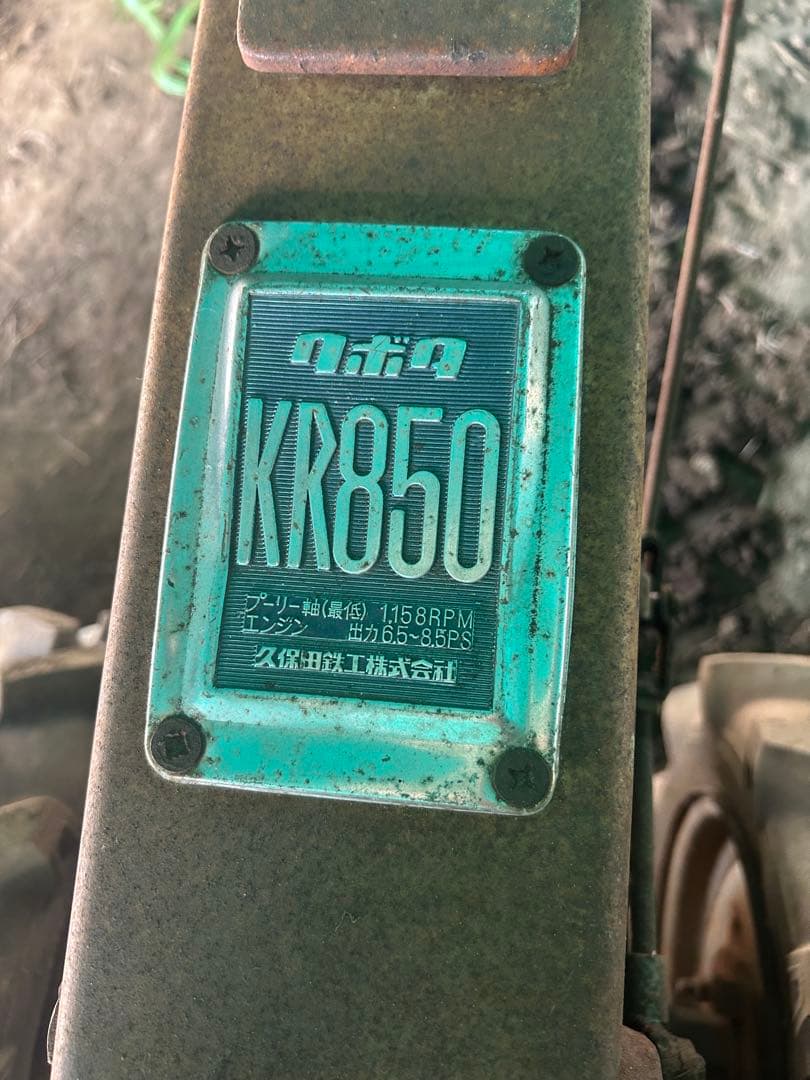 クボタ
KR850
プーリー軸(最低) 1,158RPM
エンジン 出力 6.5~8.5PS
久保田鉄工株式会社